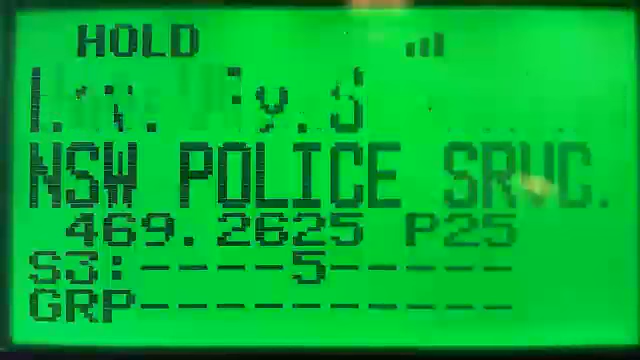 HOLD
NSW POLICE SRVC.
469.2625 P25
S3:----5-----
GRP-----------